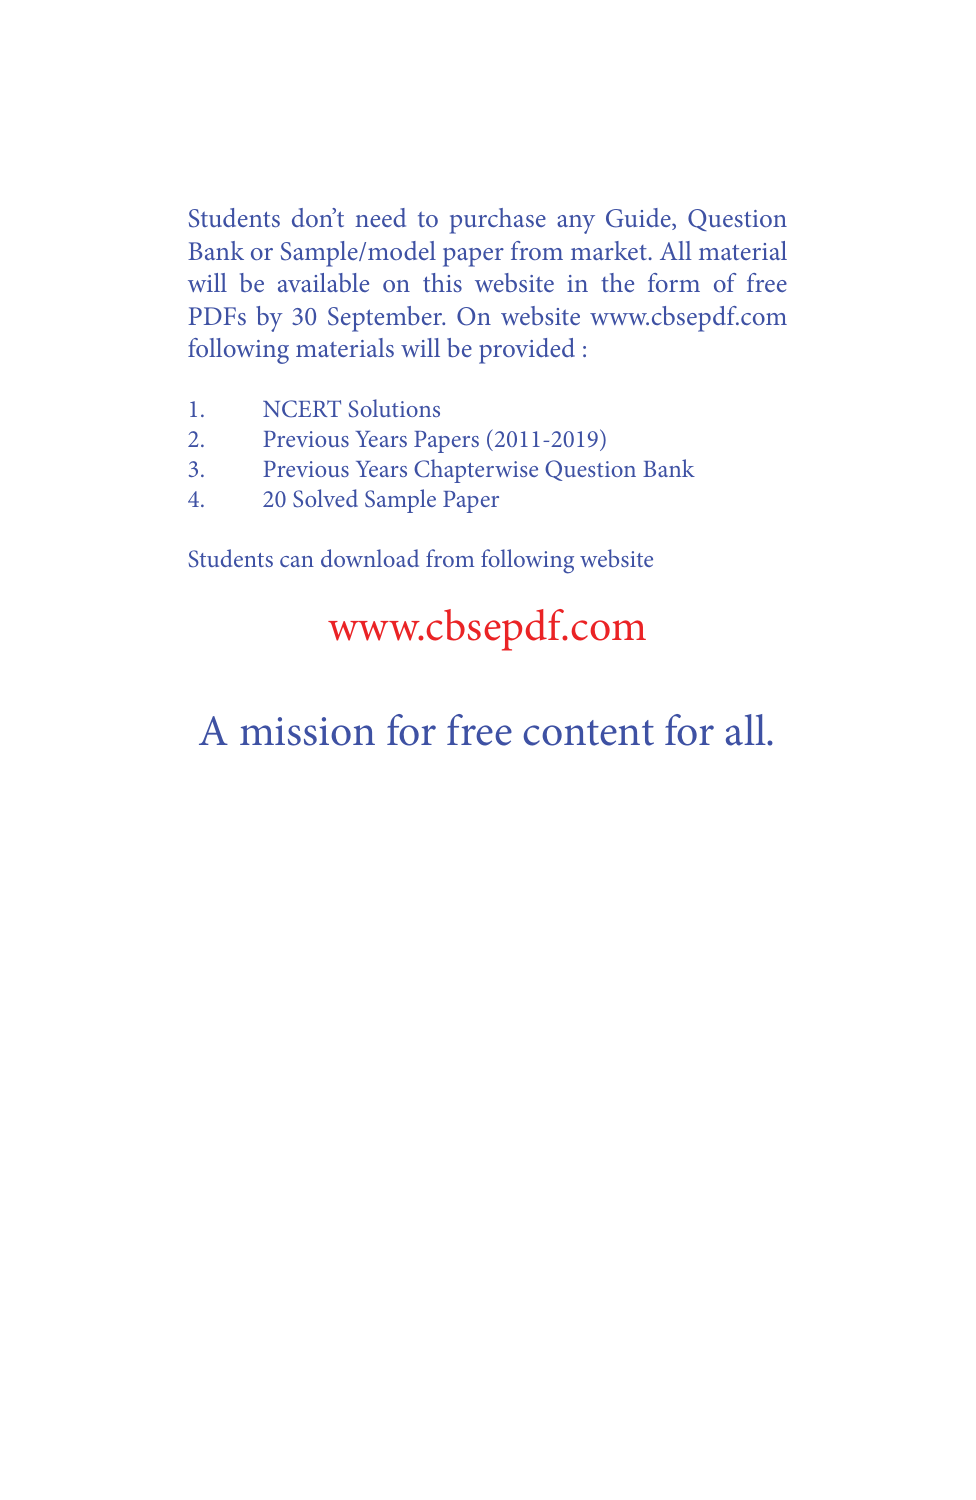 Students don’t need to purchase any Guide, Question
Bank or Sample/model paper from market. All material
will be available on this website in the form of free
PDFs by 30 September. On website www.cbsepdf.com
following materials will be provided :
1. NCERT Solutions
2. Previous Years Papers (2011-2019)
3. Previous Years Chapterwise Question Bank
4. 20 Solved Sample Paper
Students can download from following website
www.cbsepdf.com
A mission for free content for all.